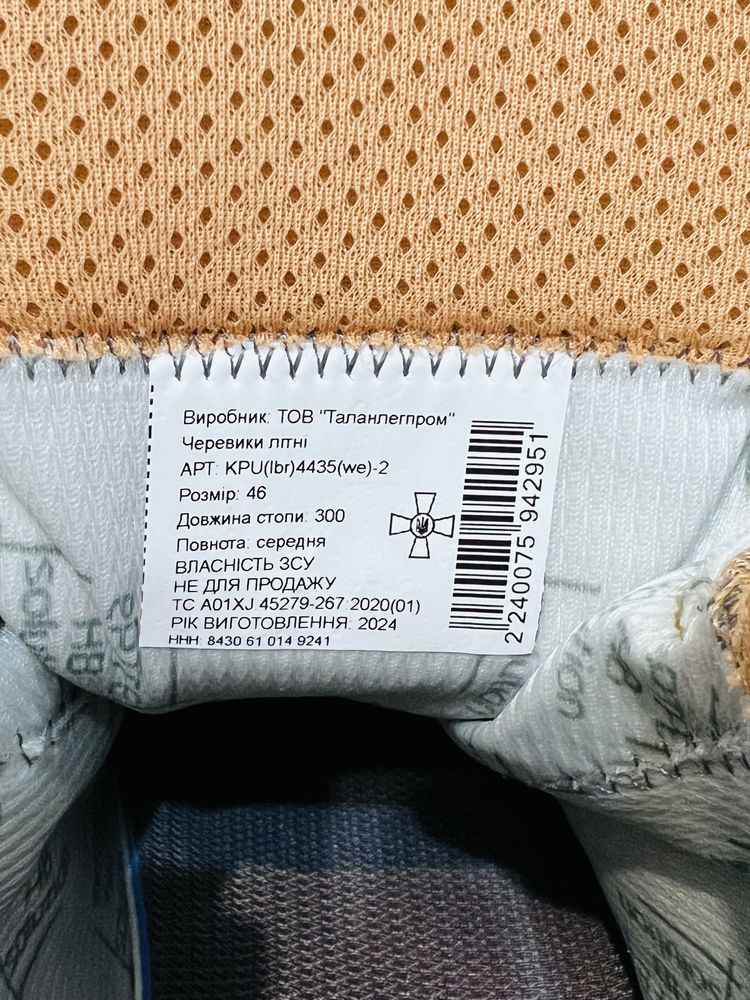 Виробник: ТОВ "Таланлегпром"
Черевики літні
АРТ: KPU(lbr)4435(we)-2
Розмір: 46
Довжина стопи: 300
Повнота: середня
ВЛАСНІСТЬ ЗСУ
НЕ ДЛЯ ПРОДАЖУ
ТС А01XJ.45279-267:2020(01)
РІК ВИГОТОВЛЕННЯ: 2024
ННН: 8430 61 014 9241
2 240075 942951